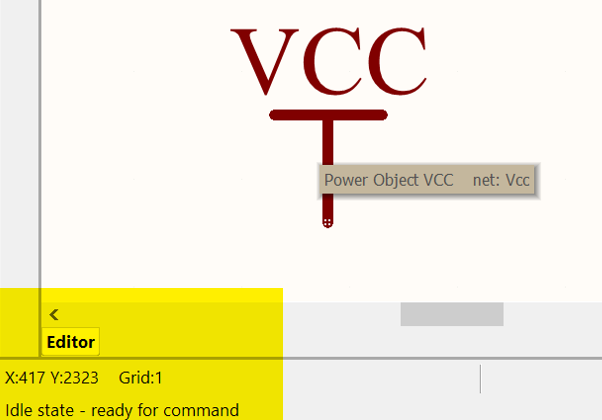 VCC
Power Object VCC net: Vcc
Editor
X:417 Y:2323 Grid:1
Idle state - ready for command